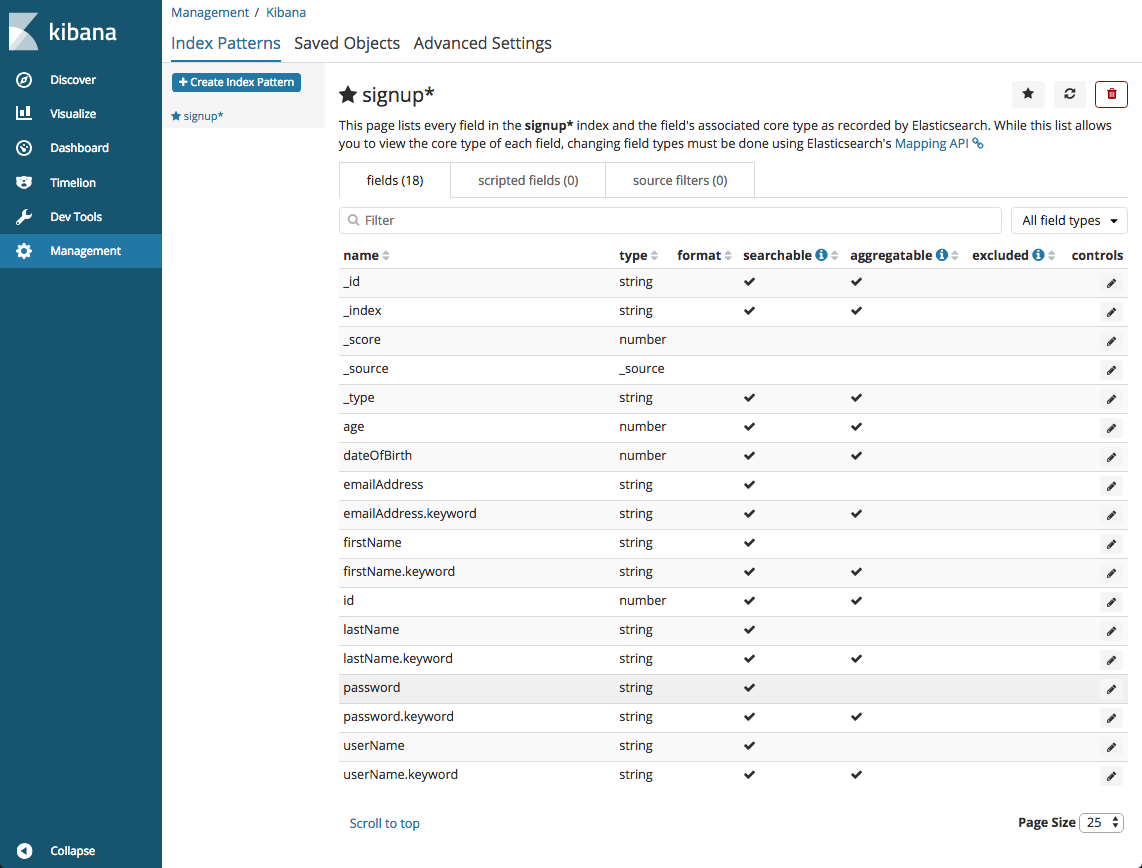 kibana
Discover
Visualize
Dashboard
Timelion
Dev Tools
Management
Collapse
Management / Kibana
Index Patterns Saved Objects Advanced Settings
+ Create Index Pattern
signup*
signup*
This page lists every field in the signup* index and the field's associated core type as recorded by Elasticsearch. While this list allows
you to view the core type of each field, changing field types must be done using Elasticsearch's Mapping API
fields (18) scripted fields (0) source filters (0)
Filter All field types
name type format searchable aggregatable excluded controls
_id string
_index string
_score number
_source _source
_type string
age number
dateOfBirth number
emailAddress string
emailAddress.keyword string
firstName string
firstName.keyword string
id number
lastName string
lastName.keyword string
password string
password.keyword string
userName string
userName.keyword string
Scroll to top Page Size 25